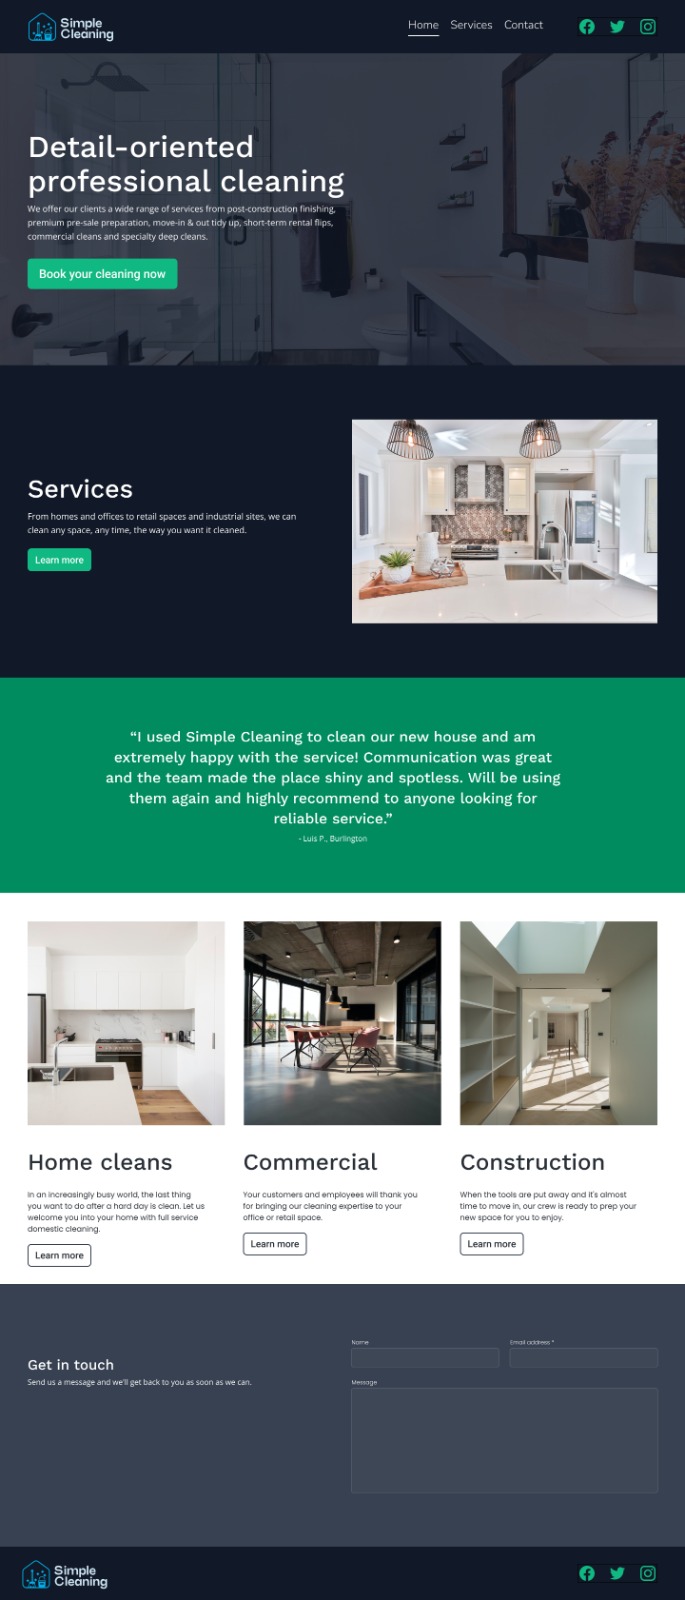 Simple
Cleaning
Home Services Contact
Detail-oriented
professional cleaning
We offer our clients a wide range of services from post-construction finishing,
premium pre-sale preparation, move-in & out tidy up, short-term rental flips,
commercial cleans and specialty deep cleans.
Book your cleaning now
Services
From homes and offices to retail spaces and industrial sites, we can
clean any space, any time, the way you want it cleaned.
Learn more
“I used Simple Cleaning to clean our new house and am
extremely happy with the service! Communication was great
and the team made the place shiny and spotless. Will be using
them again and highly recommend to anyone looking for
reliable service.”
- Luis P., Burlington
Home cleans
In an increasingly busy world, the last thing
you want to do after a hard day is clean. Let us
welcome you into your home with full service
domestic cleaning.
Learn more
Commercial
Your customers and employees will thank you
for bringing our cleaning expertise to your
office or retail space.
Learn more
Construction
When the tools are put away and it's almost
time to move in, our crew is ready to prep your
new space for you to enjoy.
Learn more
Get in touch
Send us a message and we'll get back to you as soon as we can.
Name
Email address *
Message
Simple
Cleaning